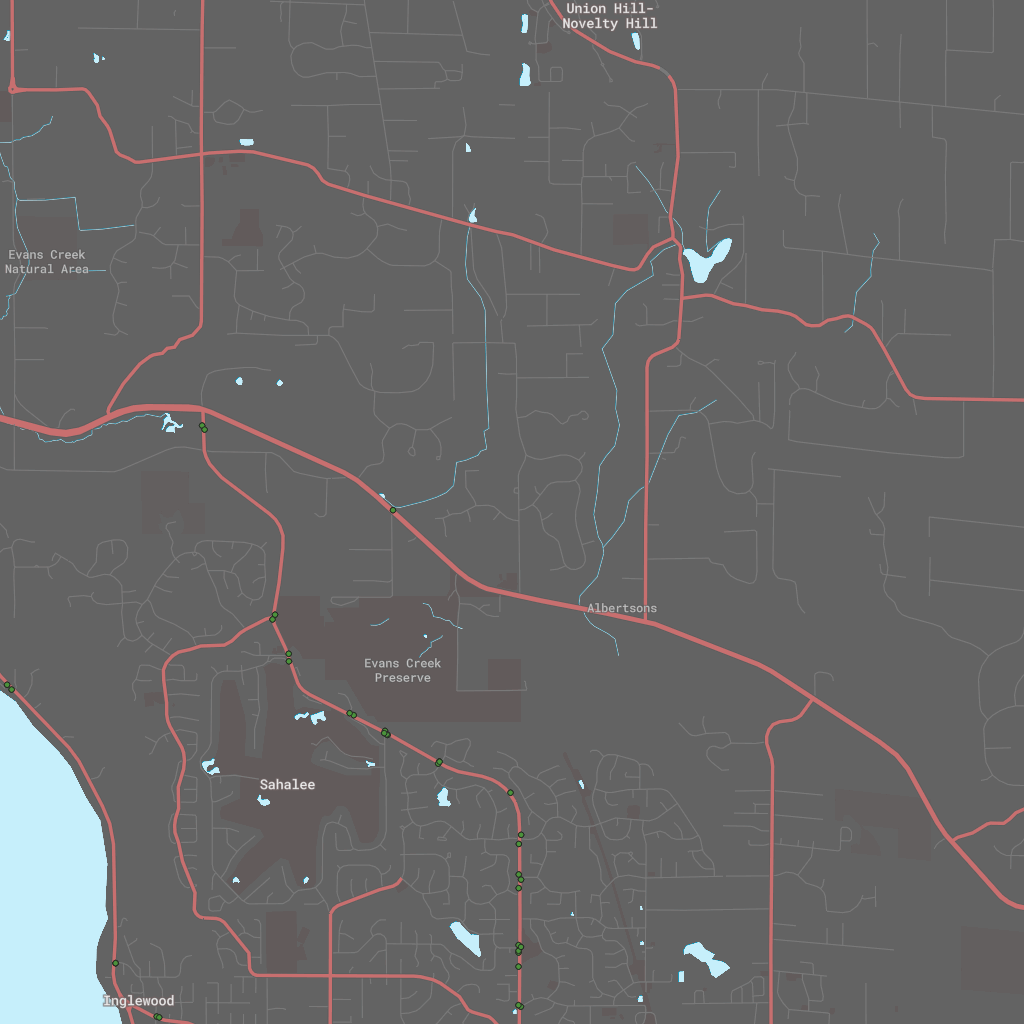 Union Hill-
Novelty Hill
Evans Creek
Natural Area
Albertsons
Evans Creek
Preserve
Sahalee
Inglewood